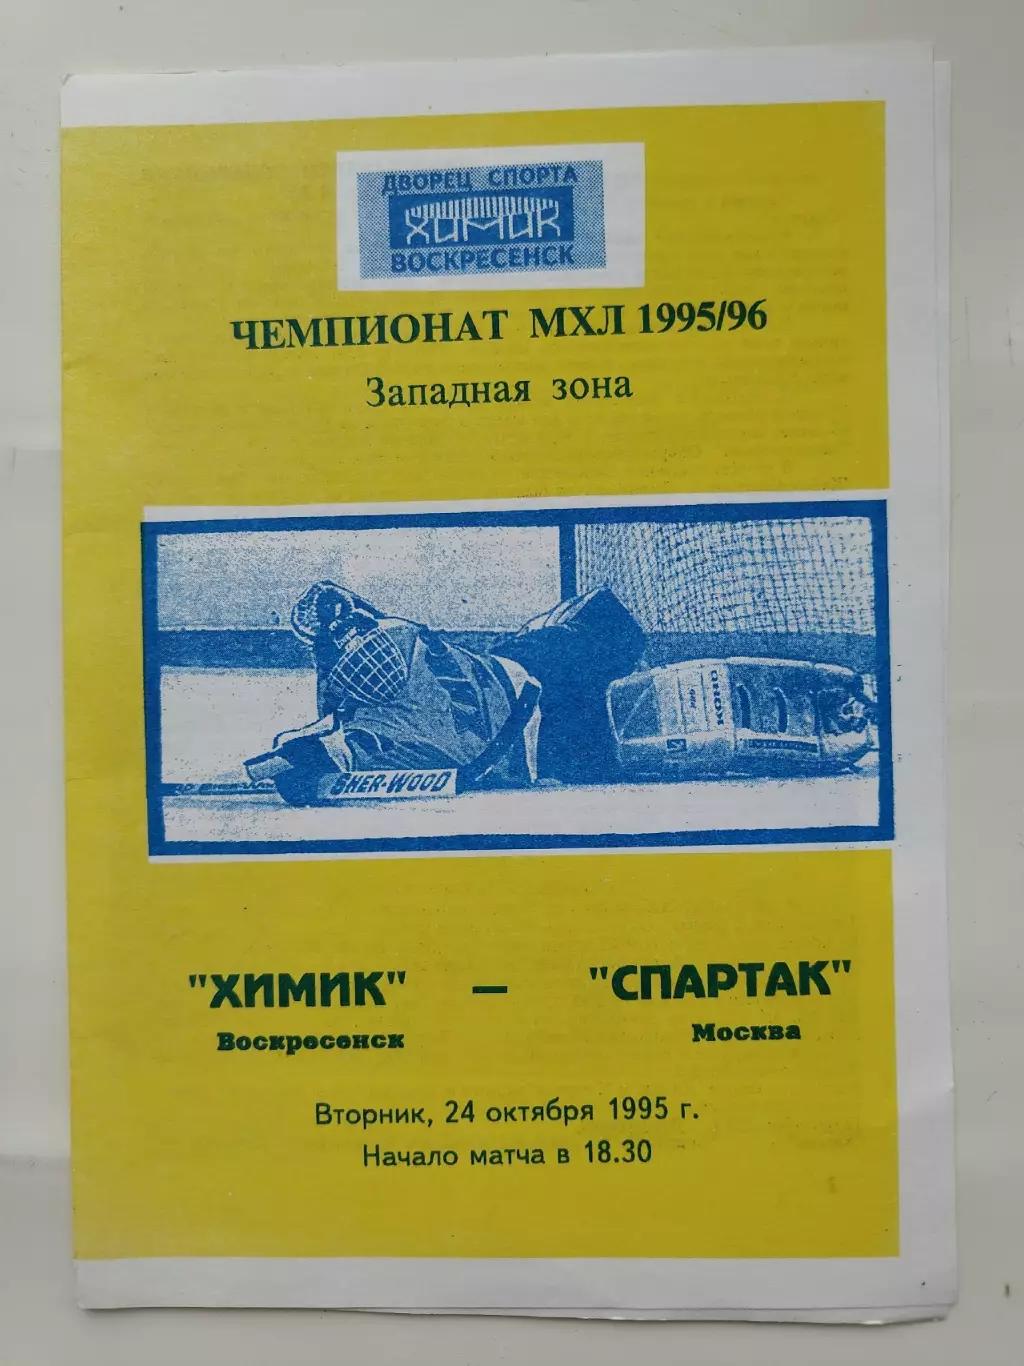 ДВОРЕЦ СПОРТА
ХИМИК
ВОСКРЕСЕНСК
ЧЕМПИОНАТ МХЛ 1995/96
Западная зона
SHER-WOOD
"ХИМИК" — "СПАРТАК"
Воскресенск Москва
Вторник, 24 октября 1995 г.
Начало матча в 18.30